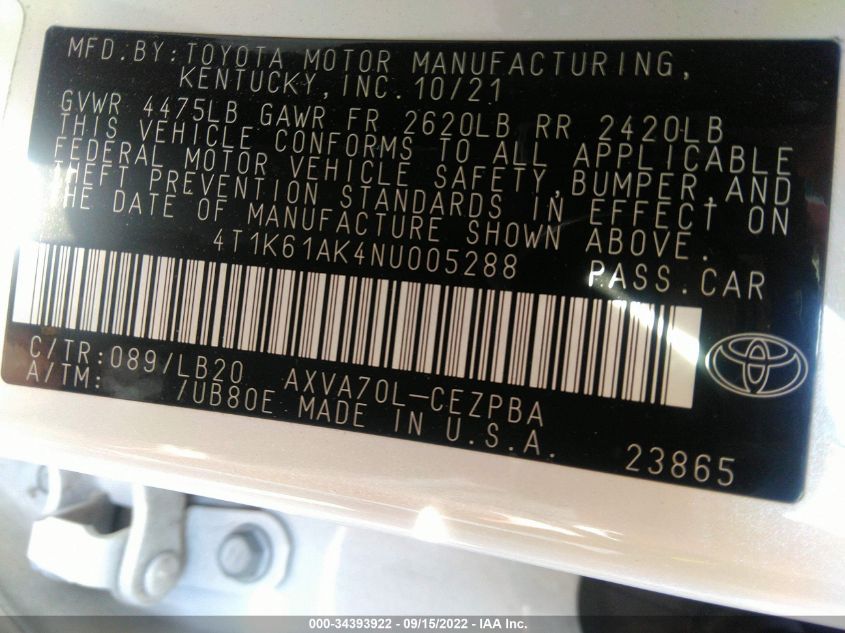 MFD. BY: TOYOTA MOTOR MANUFACTURING,
KENTUCKY, INC. 10/21
GVWR 4475LB GAWR FR 2620LB RR 2420LB
THIS VEHICLE CONFORMS TO ALL APPLICABLE
FEDERAL MOTOR VEHICLE SAFETY, BUMPER, AND
THEFT PREVENTION STANDARDS IN EFFECT ON
THE DATE OF MANUFACTURE SHOWN ABOVE.
4T1K61AK4NU005288 PASS. CAR
C/TR: 089/LB20 AXVA70L-CEZPBA
A/TM: /UB80E MADE IN U.S.A.
23865
000-34393922 - 09/15/2022 - IAA Inc.